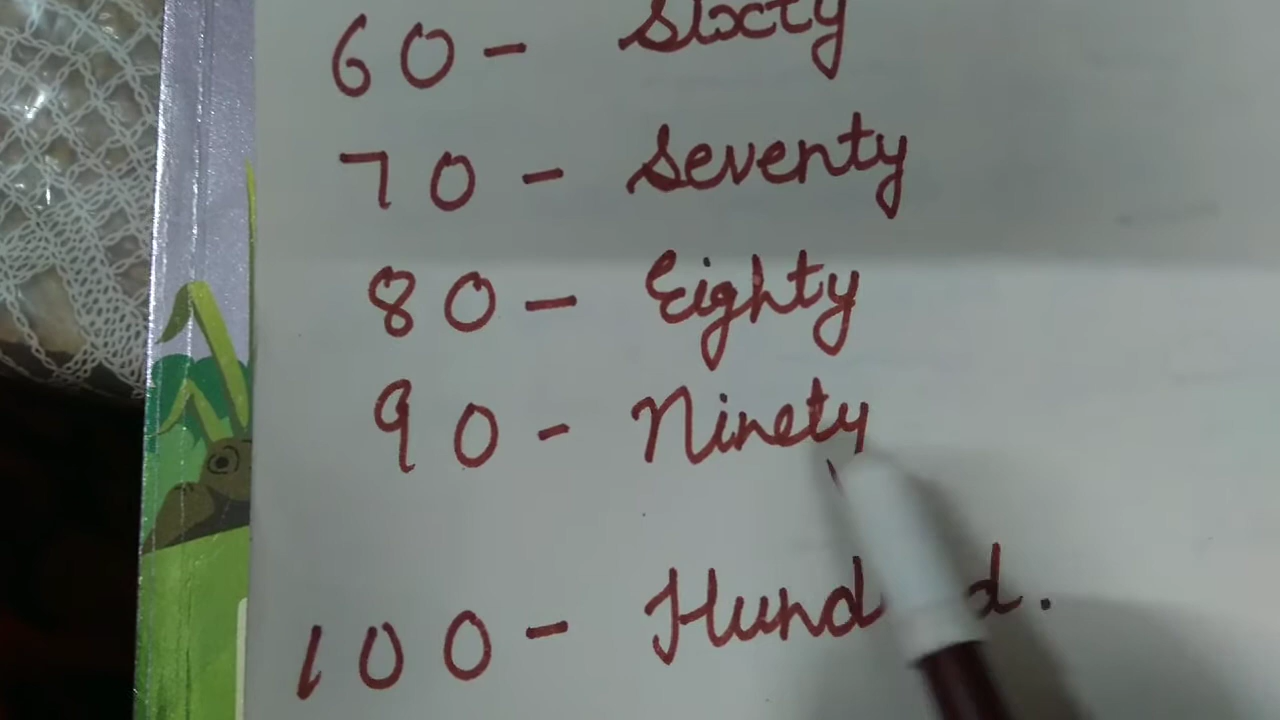 60 - Sixty
70 - Seventy
80 - Eighty
90 - Ninety
100 -